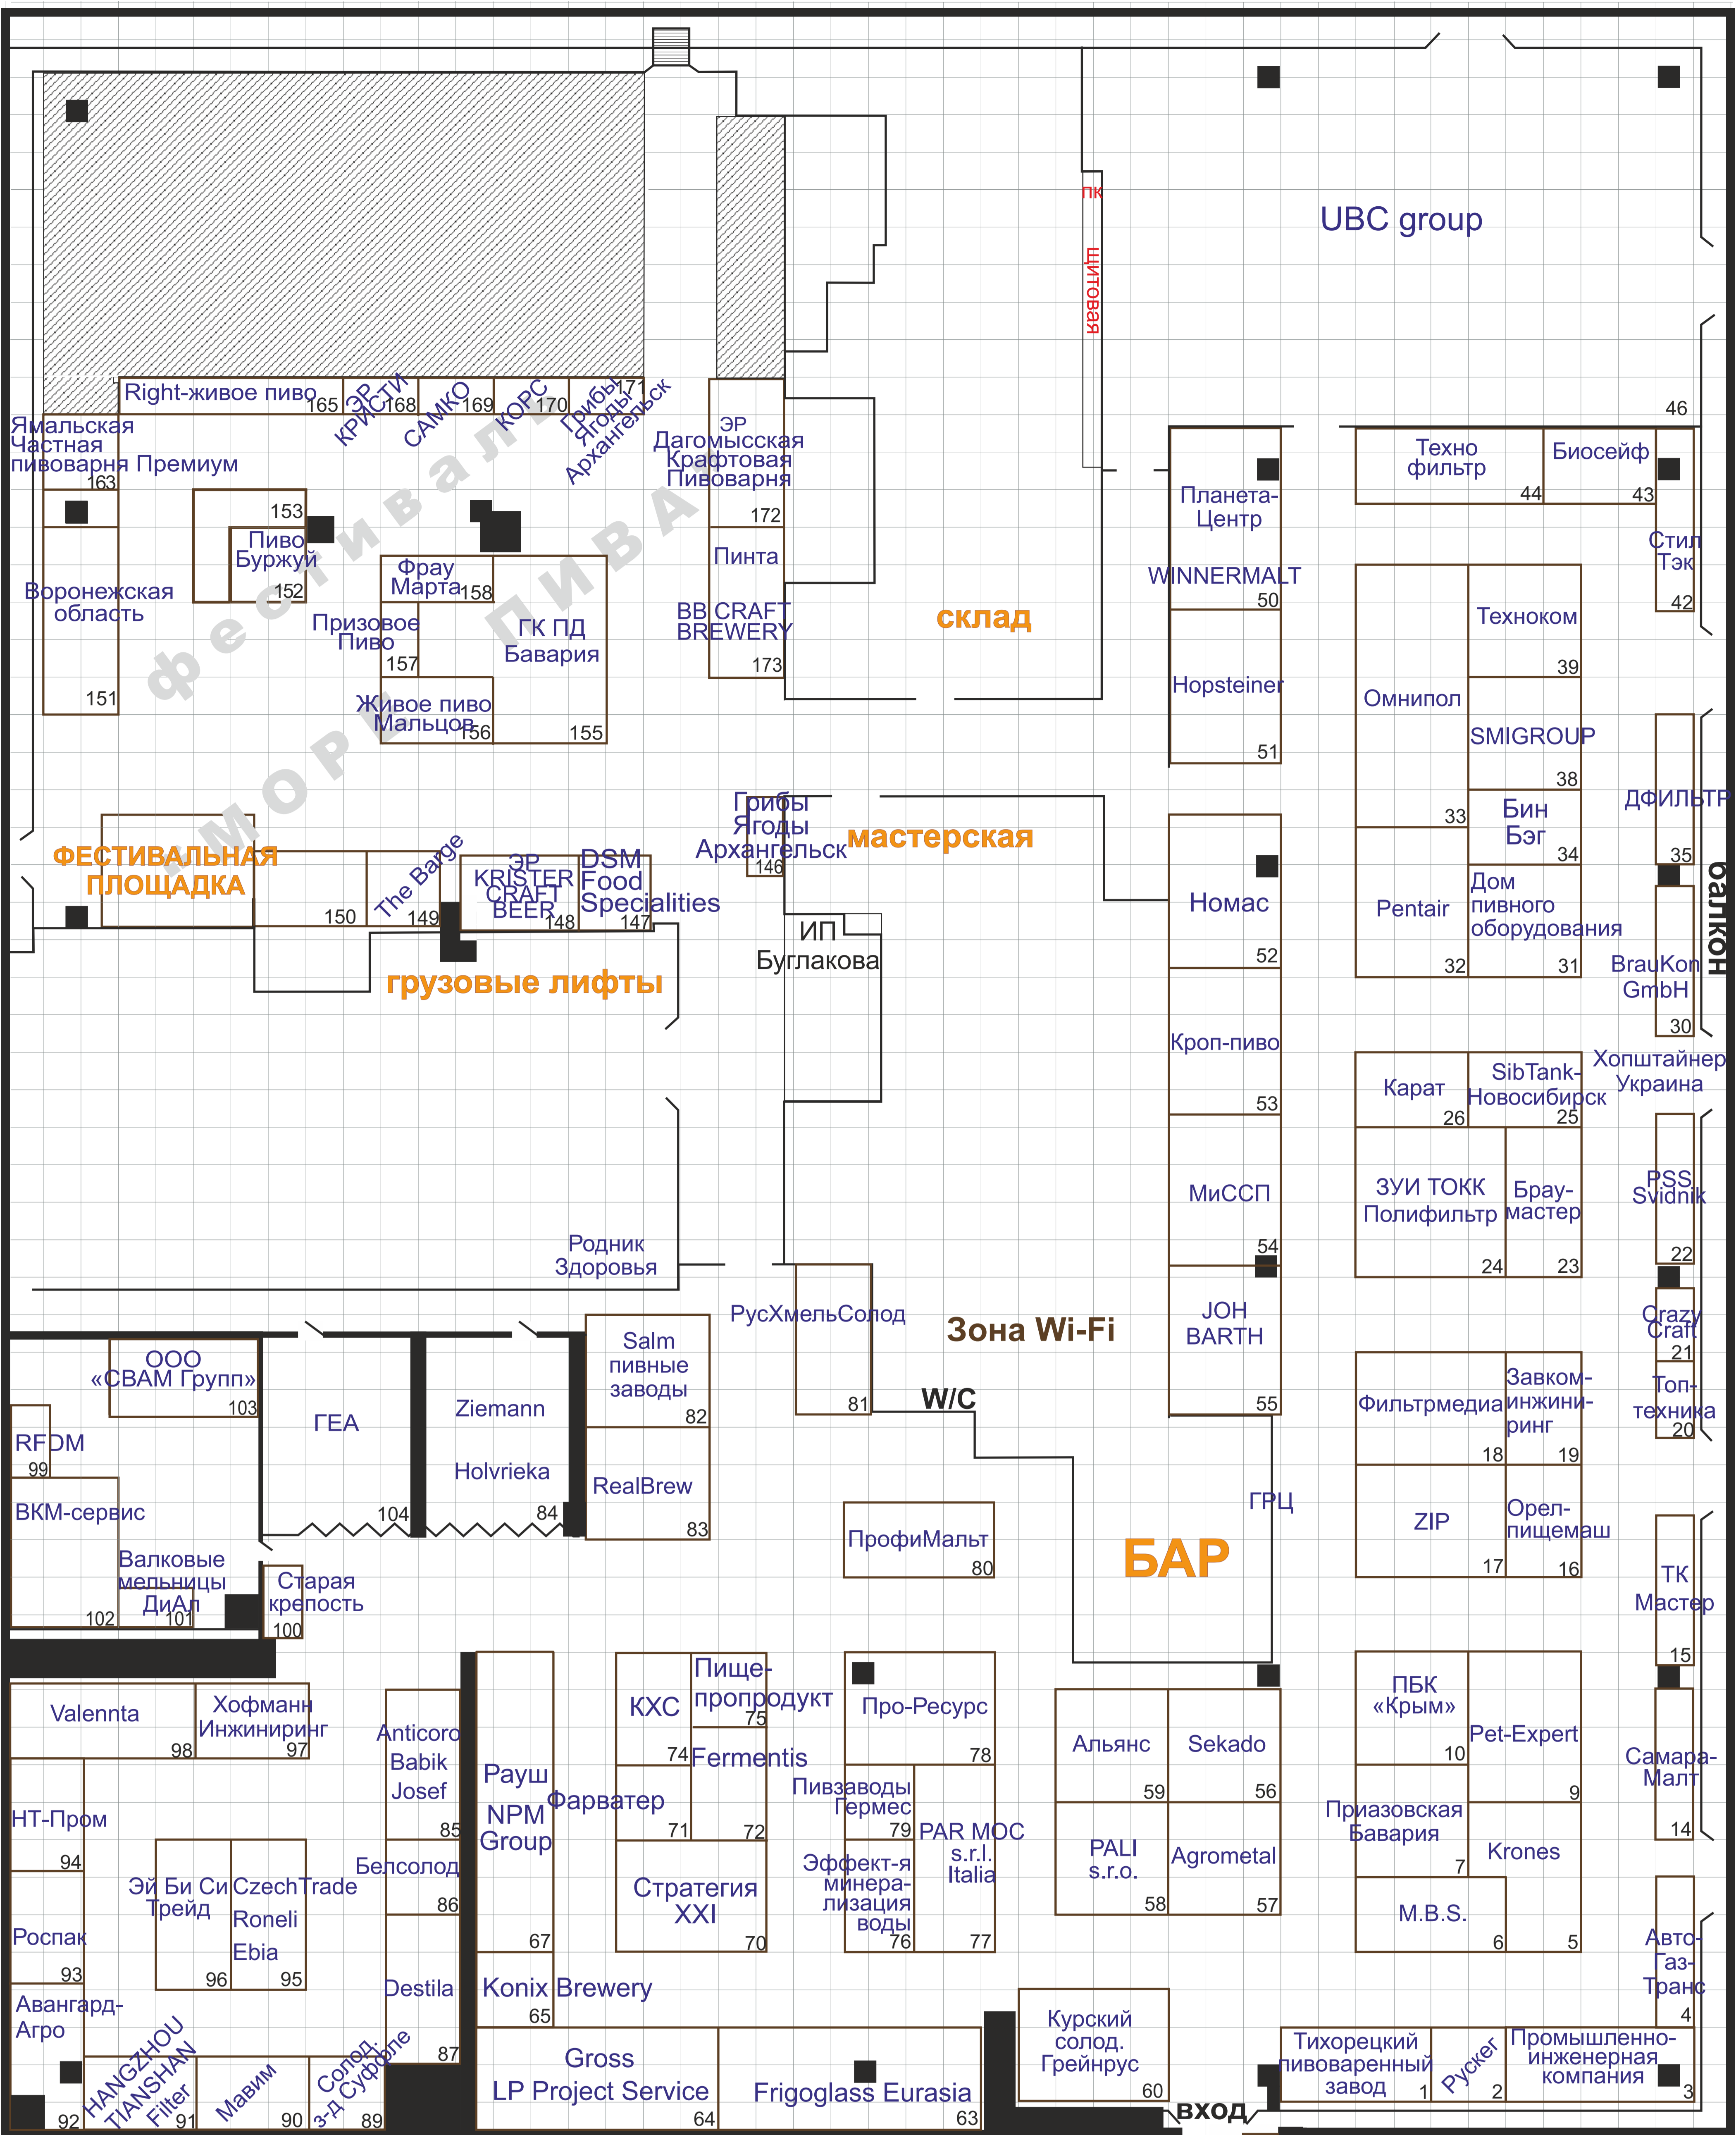 пк
UBC group
щитовая
46
Right-живое пиво
165
ЭР
КРИСТИ
168
САМКО
169
КОРС
170
171
Грибы
Ягоды
Архангельск
Ямальская
Частная
пивоварня Премиум
163
153
Пиво
Буржуй
152
Воронежская
область
151
фестиваль
"МОРЕ ПИВА"
Фрау
Марта
158
Призовое
Пиво
157
ГК ПД
Бавария
155
Живое пиво
Мальцов
156
ЭР
Дагомысская
Крафтовая
Пивоварня
172
Пинта
BB CRAFT
BREWERY
173
склад
Планета-
Центр
WINNERMALT
50
Hopsteiner
51
Техно
фильтр
44
Биосейф
43
Стил
Тэк
42
Техноком
39
Омнипол
33
SMIGROUP
38
Бин
Бэг
34
ДФИЛЬТР
35
Pentair
32
Дом
пивного
оборудования
31
балкон
BrauKon
GmbH
30
ФЕСТИВАЛЬНАЯ
ПЛОЩАДКА
150
The Barge
149
ЭР
KRISTER
CRAFT
BEER
148
DSM
Food
Specialities
147
Грибы
Ягоды
Архангельск
146
мастерская
грузовые лифты
ИП
Буглакова
Номас
52
Кроп-пиво
53
МиССП
54
JOH
BARTH
55
Хопштайнер
Украина
Карат
26
SibTank-
Новосибирск
25
ЗУИ ТОКК
Полифильтр
24
Брау-
мастер
23
PSS
Svidnik
22
Crazy
Craft
21
Топ-
техника
20
Родник
Здоровья
РусХмельСолод
81
Зона Wi-Fi
W/C
Salm
пивные
заводы
82
RealBrew
83
ООО
«СВАМ Групп»
103
ГЕА
104
Ziemann
Holvrieka
84
RFDM
99
ВКМ-сервис
102
Валковые
мельницы
ДиАл
101
Старая
крепость
100
ПрофиМальт
80
БАР
ГРЦ
Фильтрмедиа
18
Завком-
инжини-
ринг
19
ZIP
17
Орел-
пищемаш
16
ТК
Мастер
15
Valennta
98
Хофманн
Инжиниринг
97
Anticoro
Babik
Josef
85
Рауш
NPM
Group
67
КХС
74
Пище-
пропродукт
75
Fermentis
72
Фарватер
71
Стратегия
XXI
70
Про-Ресурс
78
Пивзаводы
Гермес
79
PAR MOC
s.r.l.
Italia
77
Эффект-я
минера-
лизация
воды
76
Альянс
59
Sekado
56
PALI
s.r.o.
58
Agrometal
57
ПБК
«Крым»
10
Pet-Expert
9
Приазовская
Бавария
7
Krones
5
M.B.S.
6
Самара-
Малт
14
Авто-
Газ-
Транс
4
НТ-Пром
94
Роспак
93
Авангард-
Агро
92
Эй Би Си
Трейд
96
CzechTrade
Roneli
Ebia
95
Белсолод
86
Destila
87
HANGZHOU
TIANSHAN
Filter
91
Мавим
90
Солод.
з-д Суффле
89
Konix Brewery
65
Gross
LP Project Service
64
Frigoglass Eurasia
63
Курский
солод.
Грейнрус
60
вход
Тихорецкий
пивоваренный
завод
1
Рускег
2
Промышленно-
инженерная
компания
3